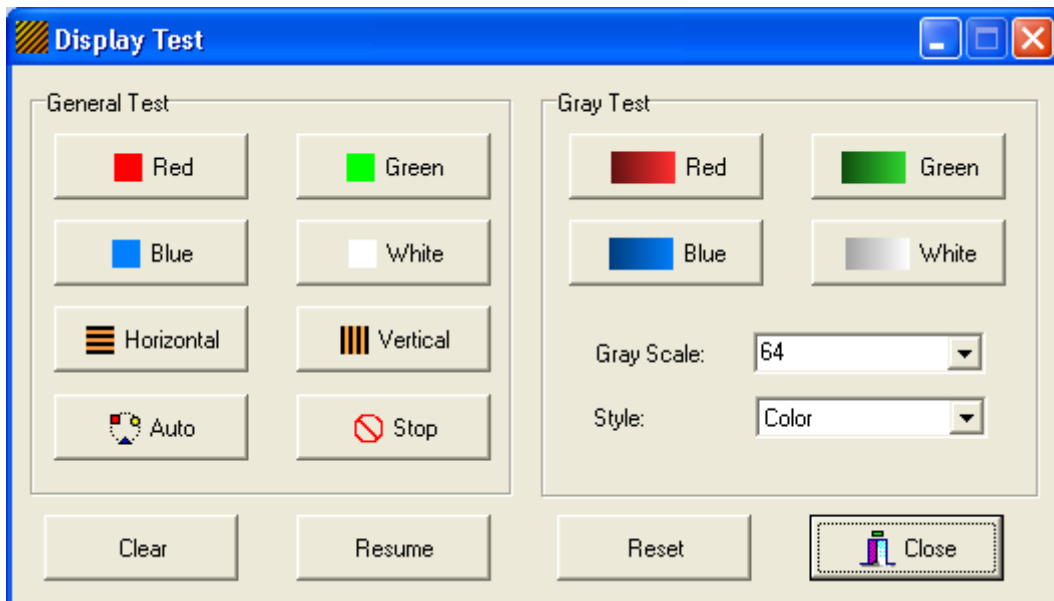 Display Test
General Test
Red
Green
Blue
White
Horizontal
Vertical
Auto
Stop
Gray Test
Red
Green
Blue
White
Gray Scale: 64
Style: Color
Clear
Resume
Reset
Close